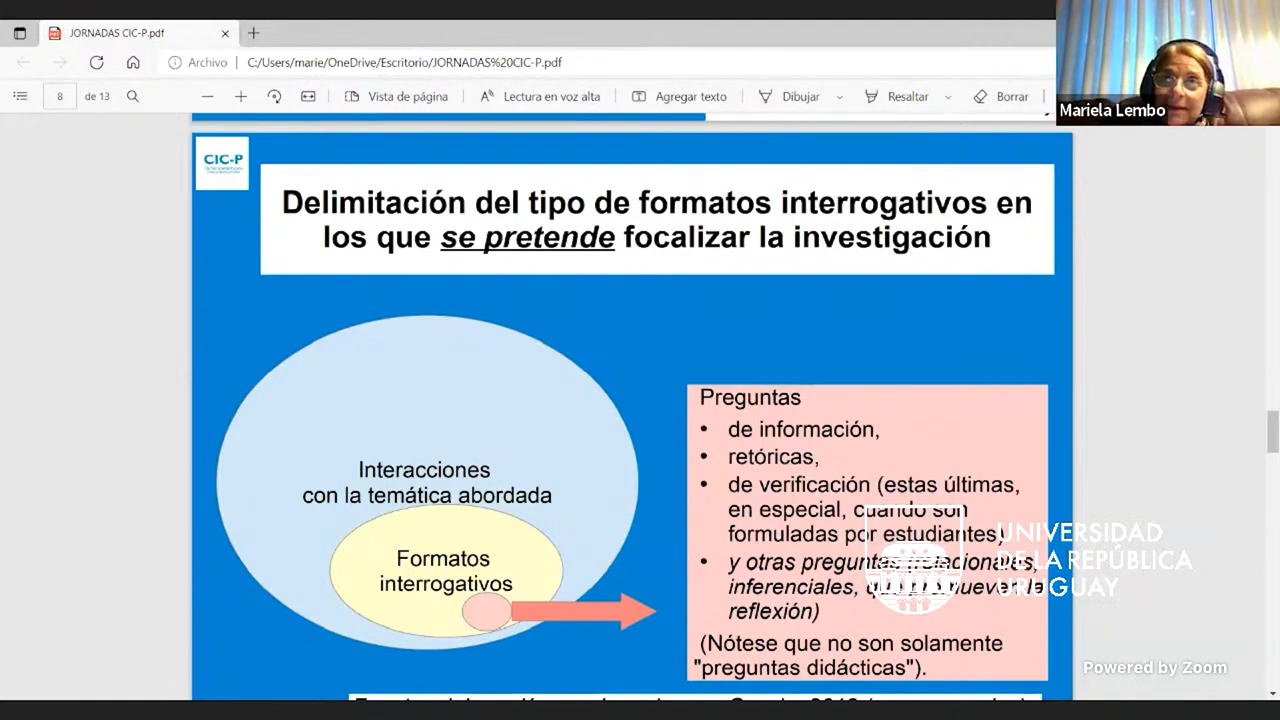 JORNADAS CIC-P.pdf
Archivo
C:/Users/marie/OneDrive/Escritorio/JORNADAS%20CIC-P.pdf
8 de 13
Vista de página
Lectura en voz alta
Agregar texto
Dibujar
Resaltar
Borrar
Mariela Lembo
CIC-P
Delimitación del tipo de formatos interrogativos en
los que se pretende focalizar la investigación
Interacciones
con la temática abordada
Formatos
interrogativos
Preguntas
• de información,
• retóricas,
• de verificación (estas últimas,
en especial, cuando son
formuladas por estudiantes)
• y otras preguntas (relacionales,
inferenciales, que
reflexión)
(Nótese que no son solamente
"preguntas didácticas").
UNIVERSIDAD
DE LA REPÚBLICA
URUGUAY
Powered by Zoom